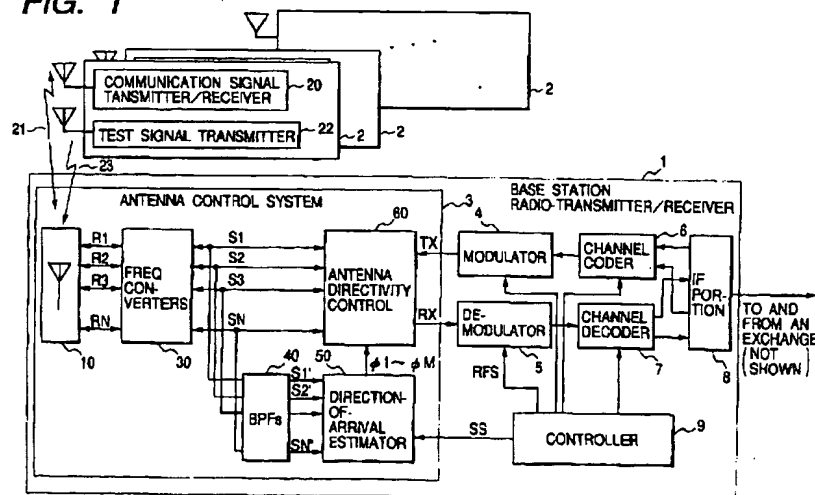 FIG. 1
COMMUNICATION SIGNAL
TANSMITTER/RECEIVER
20
TEST SIGNAL TRANSMITTER
22
2
2
2
21
23
1
ANTENNA CONTROL SYSTEM
3
BASE STATION
RADIO-TRANSMITTER/RECEIVER
R1
R2
R3
RN
10
FREQ
CON-
VERTERS
30
S1
S2
S3
SN
60
ANTENNA
DIRECTIVITY
CONTROL
TX
RX
4
MODULATOR
DE-
MODULATOR
5
CHANNEL
CODER
6
CHANNEL
DECODER
7
IF
POR-
TION
8
TO AND
FROM AN
EXCHANGE
(NOT
SHOWN)
40
BPFs
S1'
S2'
SN'
50
φ1~φM
DIRECTION-
OF-
ARRIVAL
ESTIMATOR
SS
RFS
CONTROLLER
9